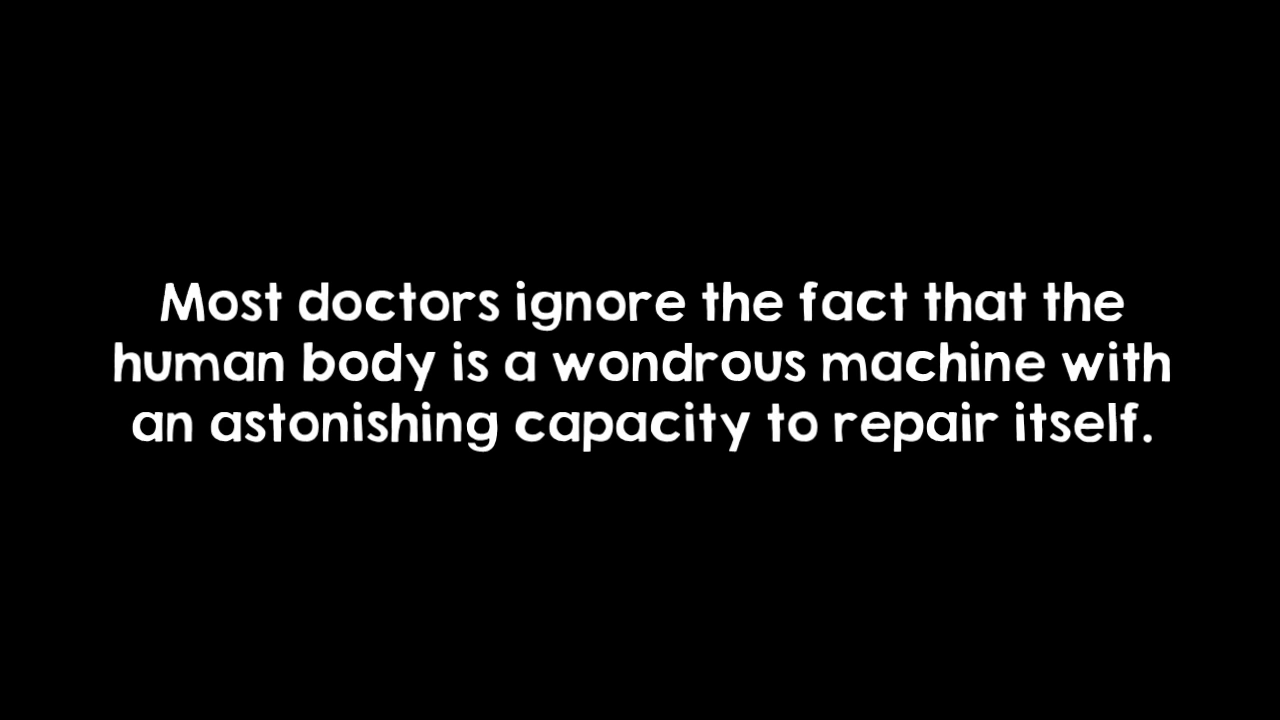 Most doctors ignore the fact that the
human body is a wondrous machine with
an astonishing capacity to repair itself.